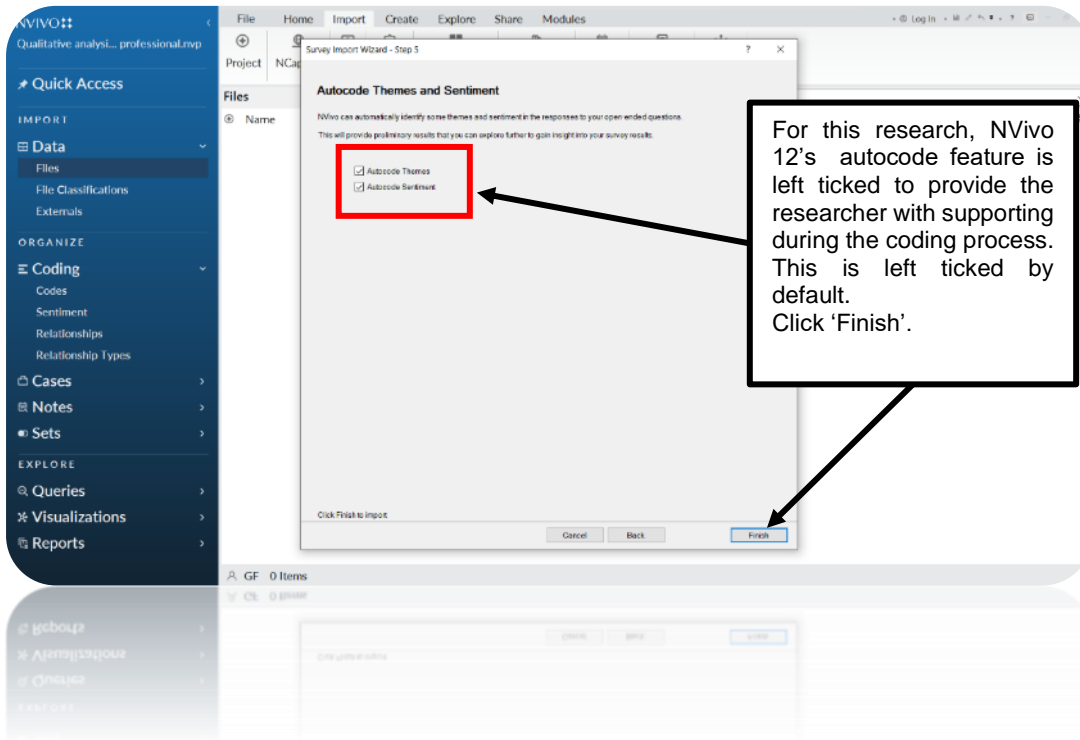 NVIVO
Qualitative analysi... professional.nvp
Quick Access
IMPORT
Data
Files
File Classifications
Externals
ORGANIZE
Coding
Codes
Sentiment
Relationships
Relationship Types
Cases
Notes
Sets
EXPLORE
Queries
Visualizations
Reports
File Home Import Create Explore Share Modules
Log In
Project NCap
Files
Name
Survey Import Wizard - Step 5 ? ×
Autocode Themes and Sentiment
NVivo can automatically identify some themes and sentiment in the responses to your open ended questions.
This will provide preliminary results that you can explore further to gain insight into your survey results.
Autocode Themes
Autocode Sentiment
Click Finish to import
Cancel Back Finish
GF 0 Items
For this research, NVivo
12's autocode feature is
left ticked to provide the
researcher with supporting
during the coding process.
This is left ticked by
default.
Click ‘Finish’.